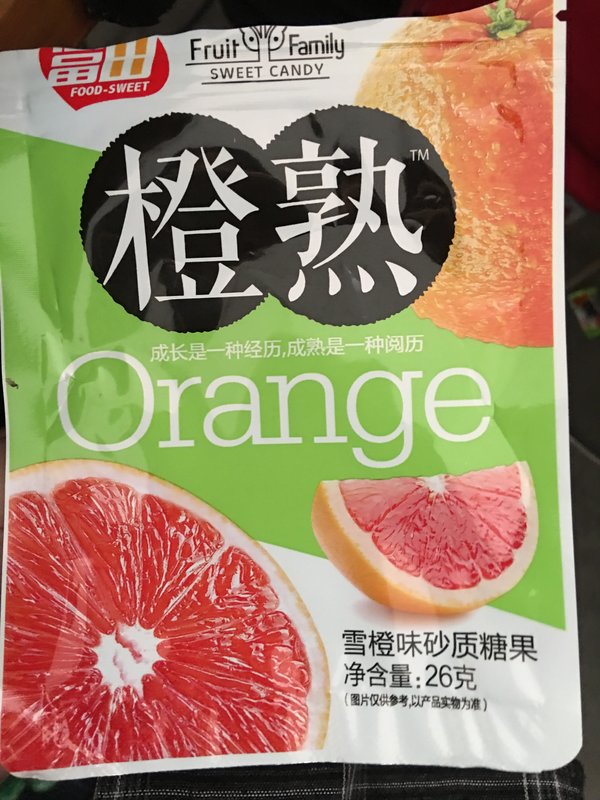 富田
FOOD-SWEET
Fruit Family
SWEET CANDY
橙熟™
成长是一种经历,成熟是一种阅历
Orange
雪橙味砂质糖果
净含量:26克
(图片仅供参考,以产品实物为准)